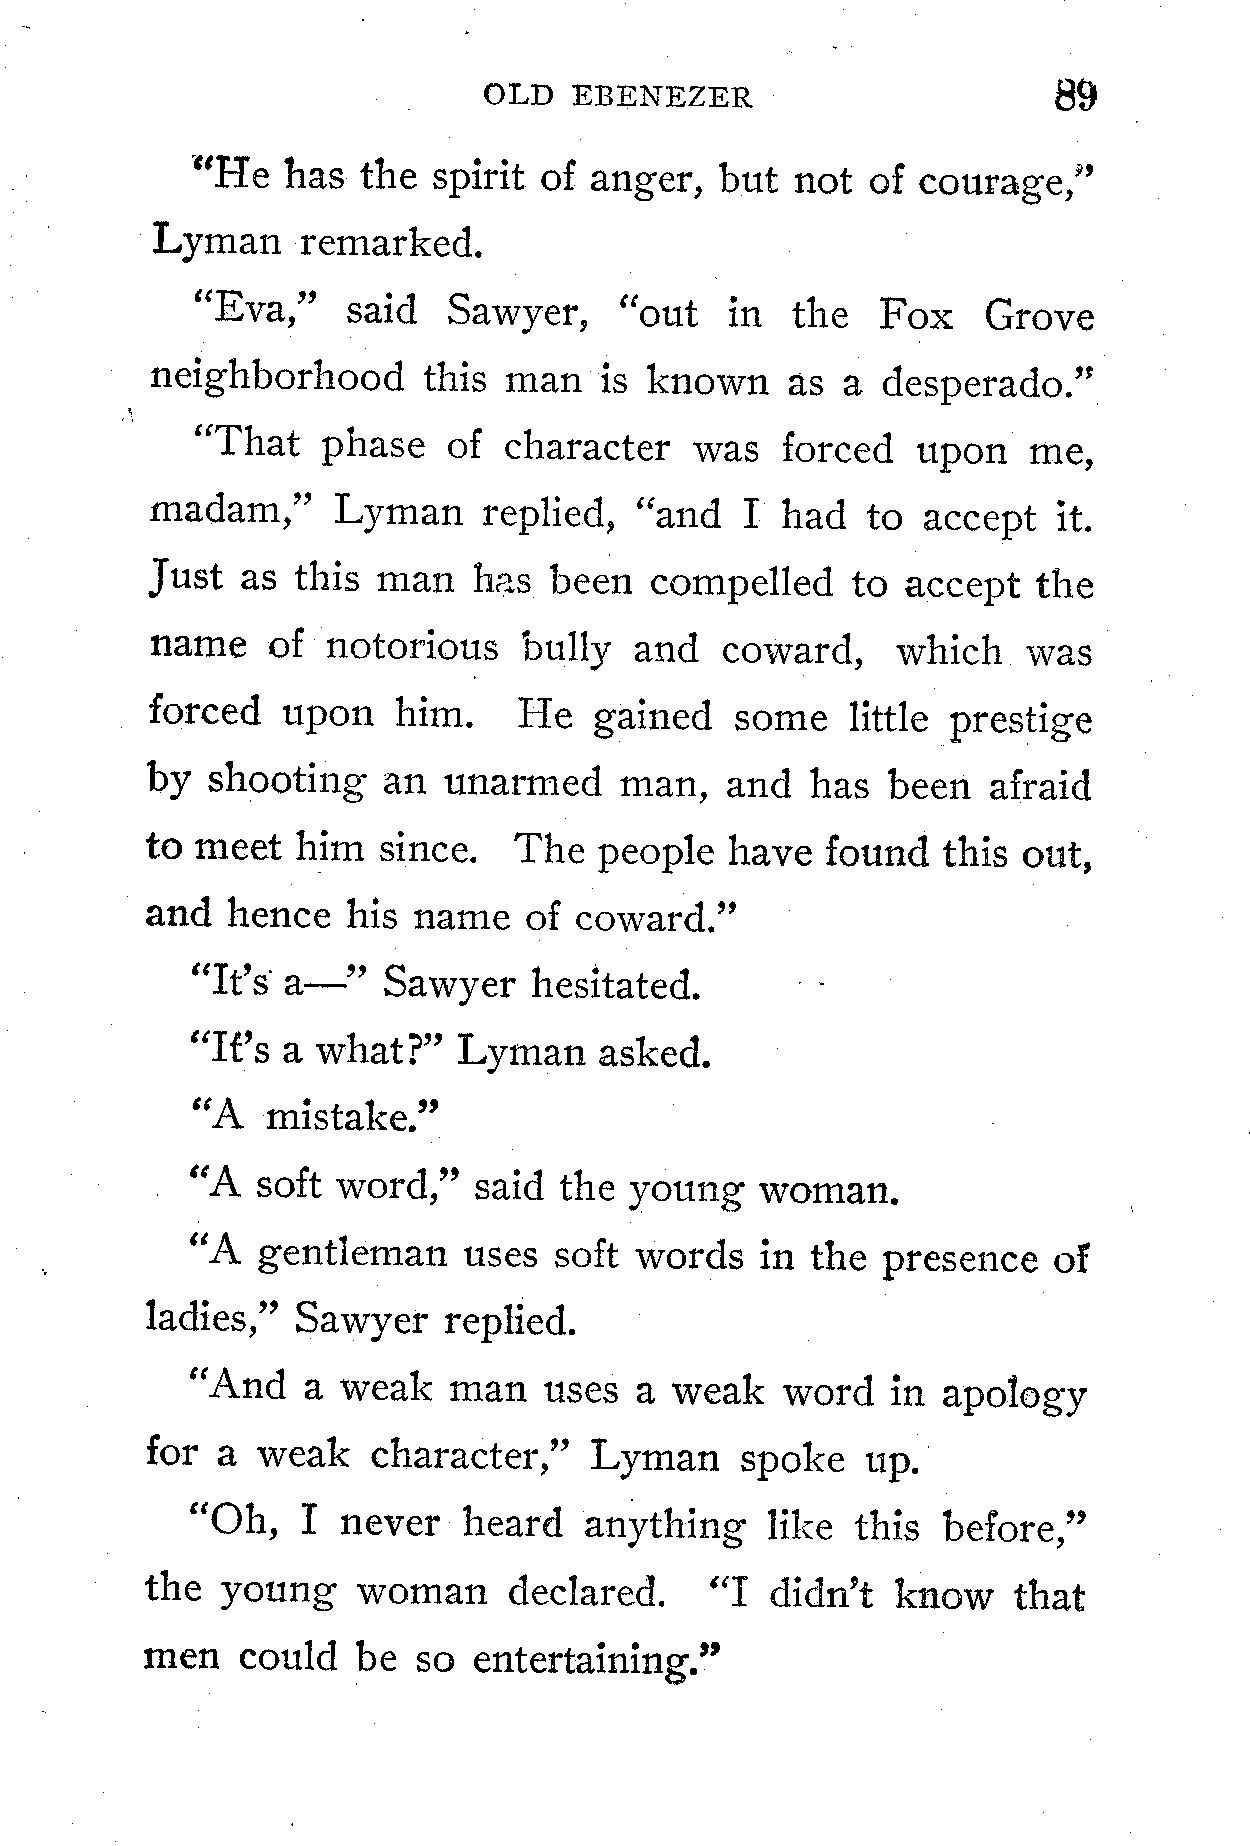 OLD EBENEZER 89
"He has the spirit of anger, but not of courage,"
Lyman remarked.
"Eva," said Sawyer, "out in the Fox Grove
neighborhood this man is known as a desperado."
"That phase of character was forced upon me,
madam," Lyman replied, "and I had to accept it.
Just as this man has been compelled to accept the
name of notorious bully and coward, which was
forced upon him. He gained some little prestige
by shooting an unarmed man, and has been afraid
to meet him since. The people have found this out,
and hence his name of coward."
"It's a—" Sawyer hesitated.
"It's a what?" Lyman asked.
"A mistake."
"A soft word," said the young woman.
"A gentleman uses soft words in the presence of
ladies," Sawyer replied.
"And a weak man uses a weak word in apology
for a weak character," Lyman spoke up.
"Oh, I never heard anything like this before,"
the young woman declared. "I didn't know that
men could be so entertaining."